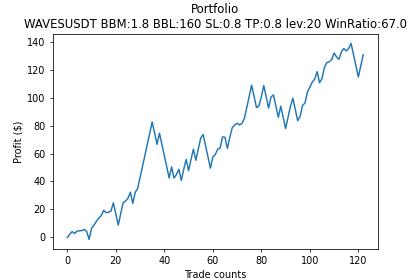 Portfolio
WAVESUSDT BBM:1.8 BBL:160 SL:0.8 TP:0.8 lev:20 WinRatio:67.0
140
120
100
80
60
40
20
0
Profit ($)
0 20 40 60 80 100 120
Trade counts